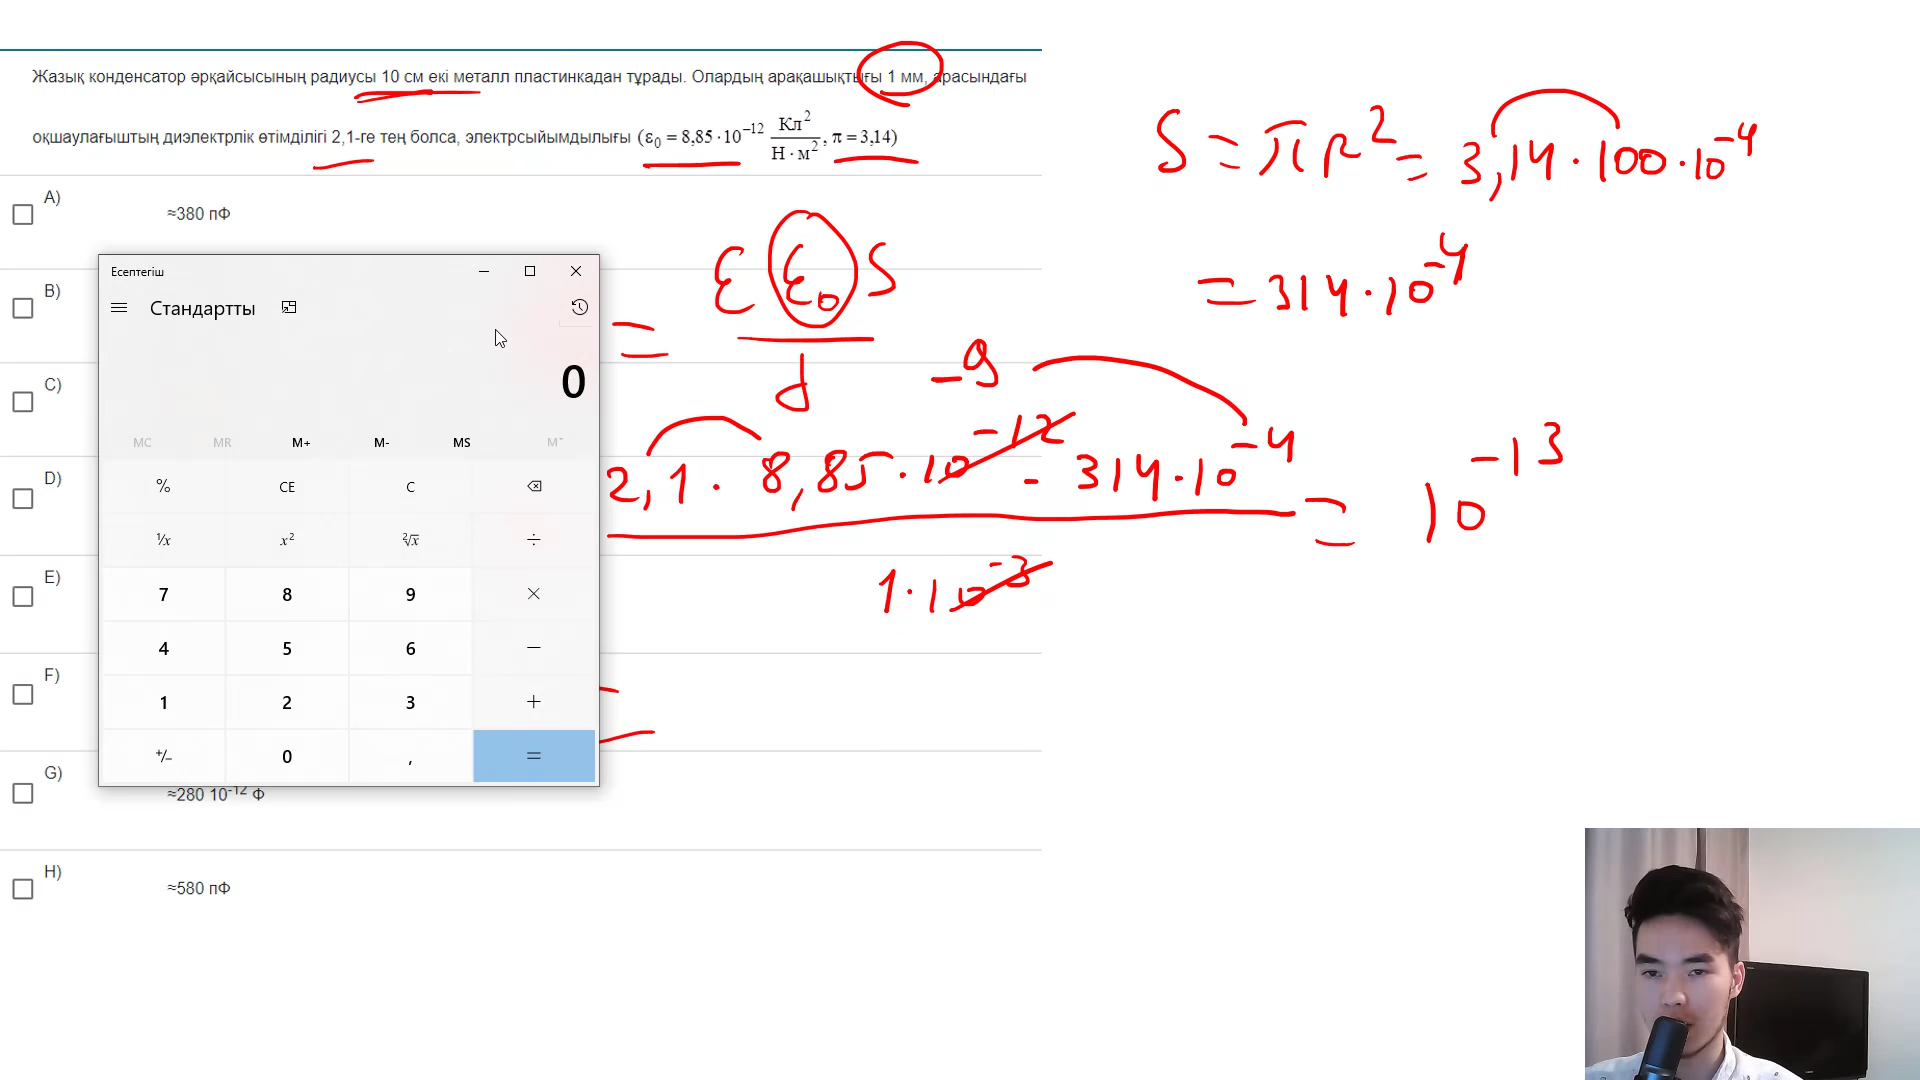 Жазық конденсатор әрқайсысының радиусы 10 см екі металл пластинкадан тұрады. Олардың арақашықтығы 1 мм, арасындағы
оқшаулағыштың диэлектрлік өтімділігі 2,1-ге тең болса, электрсыйымдылығы (ε₀ = 8,85·10⁻¹² Кл²/Н·м², π = 3,14)
A)
≈380 пФ
B)
C)
D)
E)
F)
G)
≈280 10⁻¹² Ф
H)
≈580 пФ
Есептегіш
Стандартты
0
MC MR M+ M- MS M˅
% CE C ⌫
¹/x x² ²√x ÷
7 8 9 ×
4 5 6 −
1 2 3 +
+/− 0 , =
S = πR² = 3,14·100·10⁻⁴
= 314·10⁻⁴
= εε₀S
d
-9
2,1 · 8,85·10⁻¹² · 314·10⁻⁴ = 10⁻¹³
1·10⁻³
=